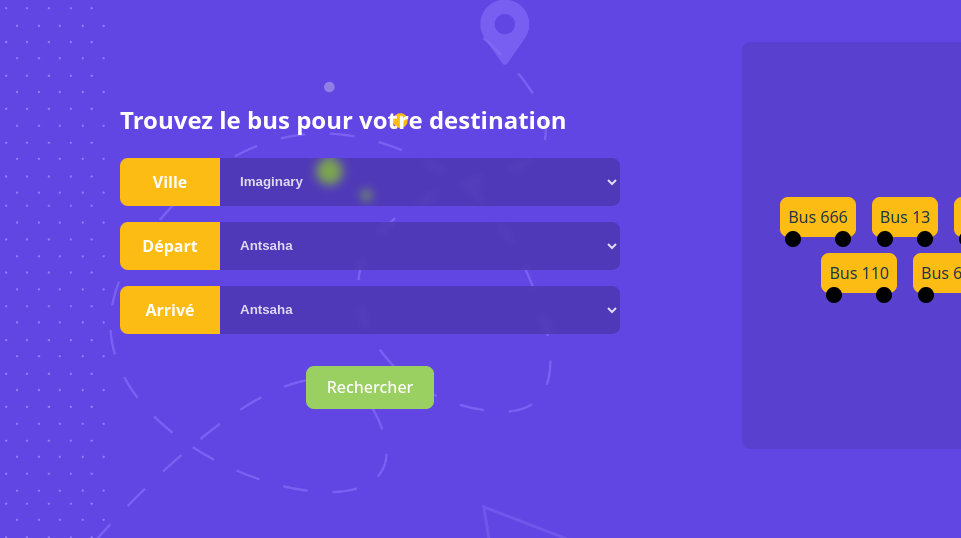 Trouvez le bus pour votre destination
Ville
Imaginary
Départ
Antsaha
Arrivé
Antsaha
Rechercher
Bus 666
Bus 13
Bus 110
Bus 6